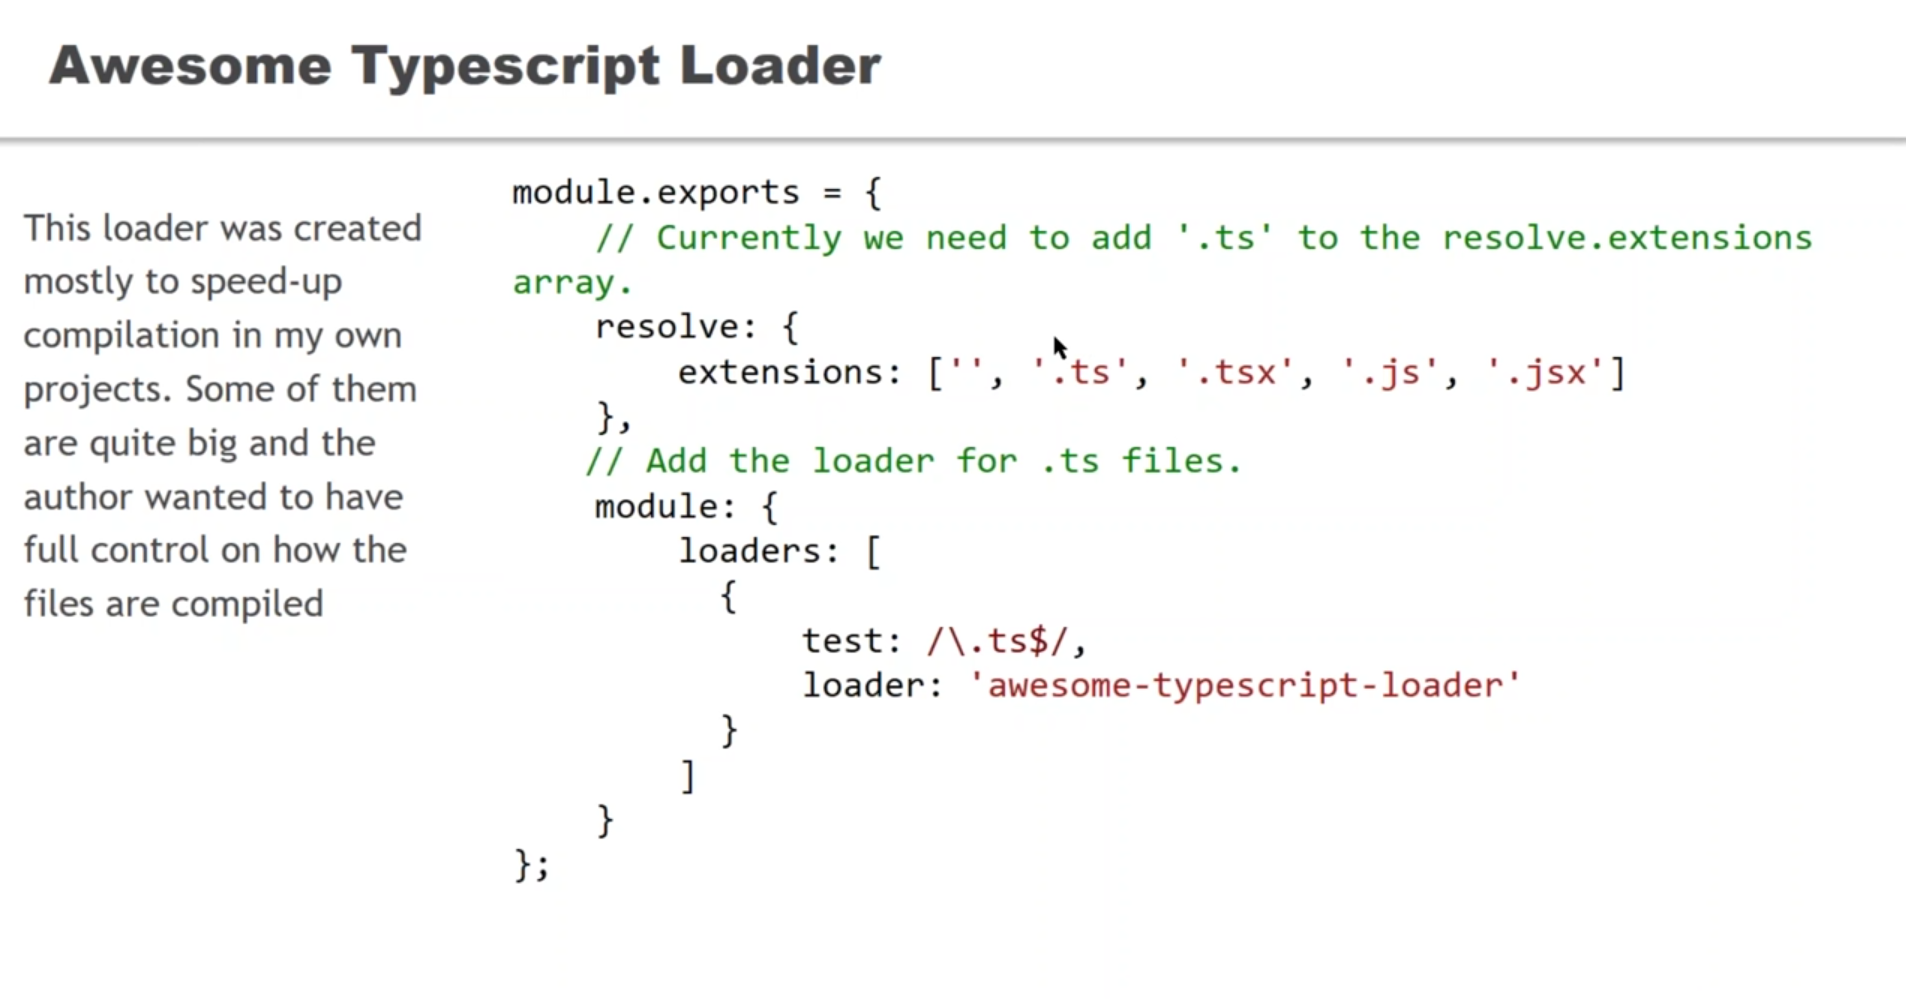 Awesome Typescript Loader
This loader was created
mostly to speed-up
compilation in my own
projects. Some of them
are quite big and the
author wanted to have
full control on how the
files are compiled
module.exports = {
    // Currently we need to add '.ts' to the resolve.extensions
array.
    resolve: {
        extensions: ['', '.ts', '.tsx', '.js', '.jsx']
    },
    // Add the loader for .ts files.
    module: {
        loaders: [
          {
              test: /\.ts$/,
              loader: 'awesome-typescript-loader'
          }
        ]
    }
};